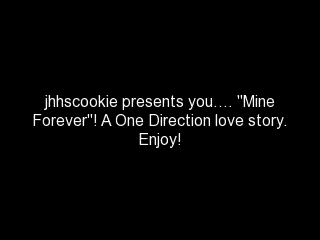 jhhscookie presents you…. "Mine
Forever"! A One Direction love story.
Enjoy!